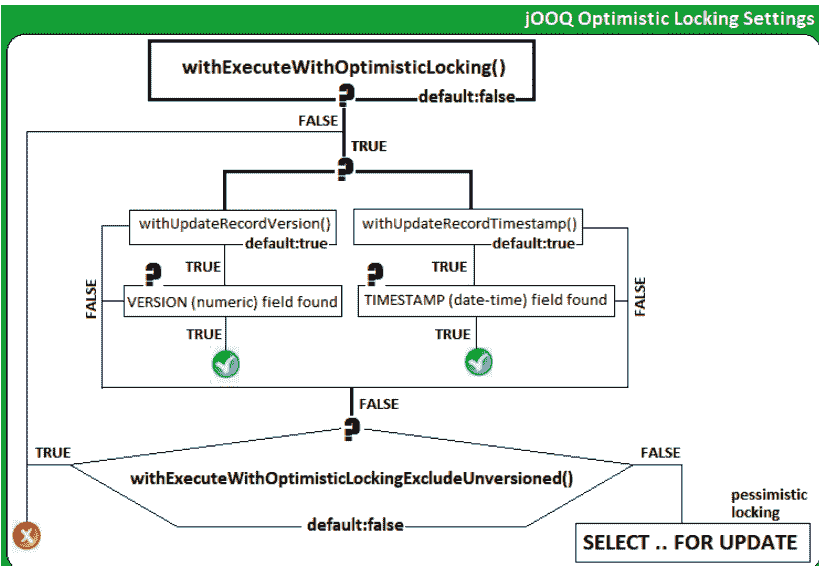 jOOQ Optimistic Locking Settings
withExecuteWithOptimisticLocking()
default:false
?
FALSE
TRUE
?
withUpdateRecordVersion()
default:true
withUpdateRecordTimestamp()
default:true
TRUE
TRUE
?
?
FALSE
VERSION (numeric) field found
TIMESTAMP (date-time) field found
FALSE
TRUE
TRUE
FALSE
?
TRUE
FALSE
withExecuteWithOptimisticLockingExcludeUnversioned()
default:false
pessimistic
locking
SELECT .. FOR UPDATE